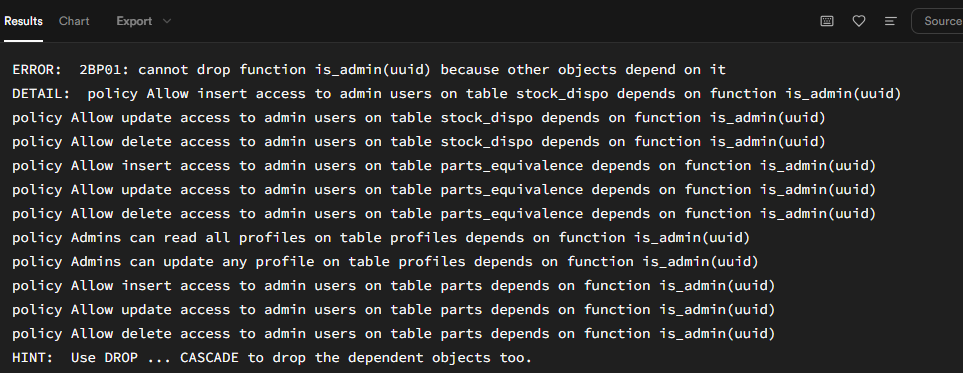 Results Chart Export Source
ERROR:  2BP01: cannot drop function is_admin(uuid) because other objects depend on it
DETAIL:  policy Allow insert access to admin users on table stock_dispo depends on function is_admin(uuid)
policy Allow update access to admin users on table stock_dispo depends on function is_admin(uuid)
policy Allow delete access to admin users on table stock_dispo depends on function is_admin(uuid)
policy Allow insert access to admin users on table parts_equivalence depends on function is_admin(uuid)
policy Allow update access to admin users on table parts_equivalence depends on function is_admin(uuid)
policy Allow delete access to admin users on table parts_equivalence depends on function is_admin(uuid)
policy Admins can read all profiles on table profiles depends on function is_admin(uuid)
policy Admins can update any profile on table profiles depends on function is_admin(uuid)
policy Allow insert access to admin users on table parts depends on function is_admin(uuid)
policy Allow update access to admin users on table parts depends on function is_admin(uuid)
policy Allow delete access to admin users on table parts depends on function is_admin(uuid)
HINT:  Use DROP ... CASCADE to drop the dependent objects too.